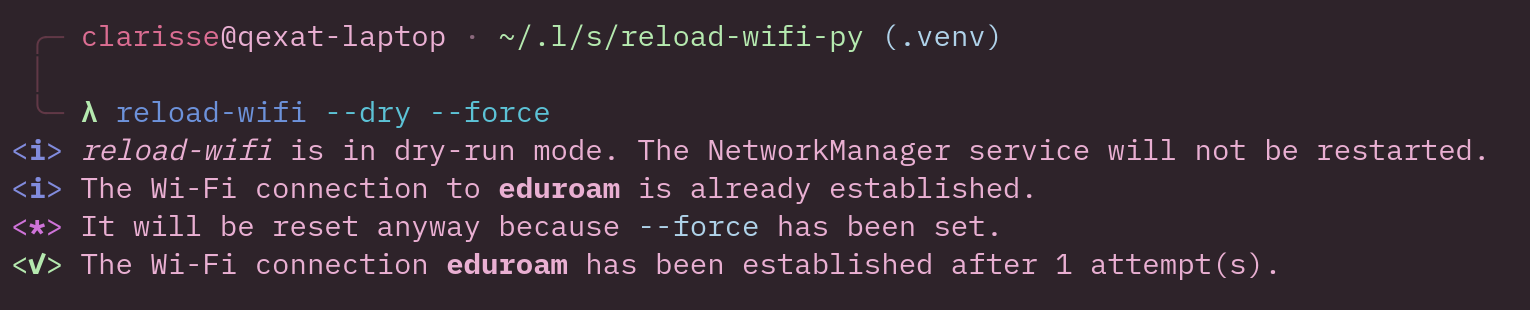 clarisse@qexat-laptop · ~/.l/s/reload-wifi-py (.venv)
λ reload-wifi --dry --force
<i> reload-wifi is in dry-run mode. The NetworkManager service will not be restarted.
<i> The Wi-Fi connection to eduroam is already established.
<*> It will be reset anyway because --force has been set.
<√> The Wi-Fi connection eduroam has been established after 1 attempt(s).